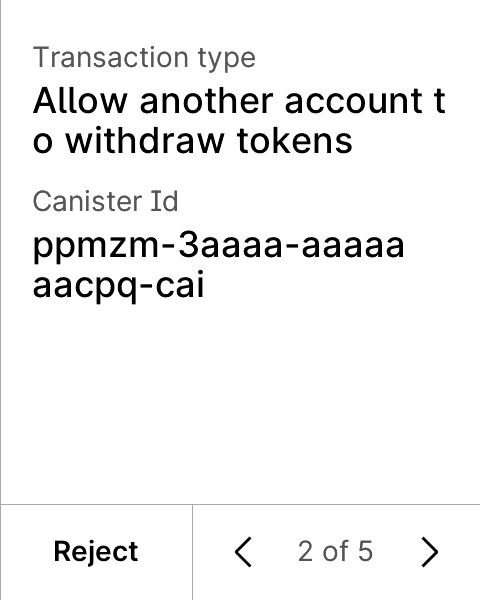 Transaction type
Allow another account t
o withdraw tokens
Canister Id
ppmzm-3aaaa-aaaaa
aacpq-cai
Reject
2 of 5